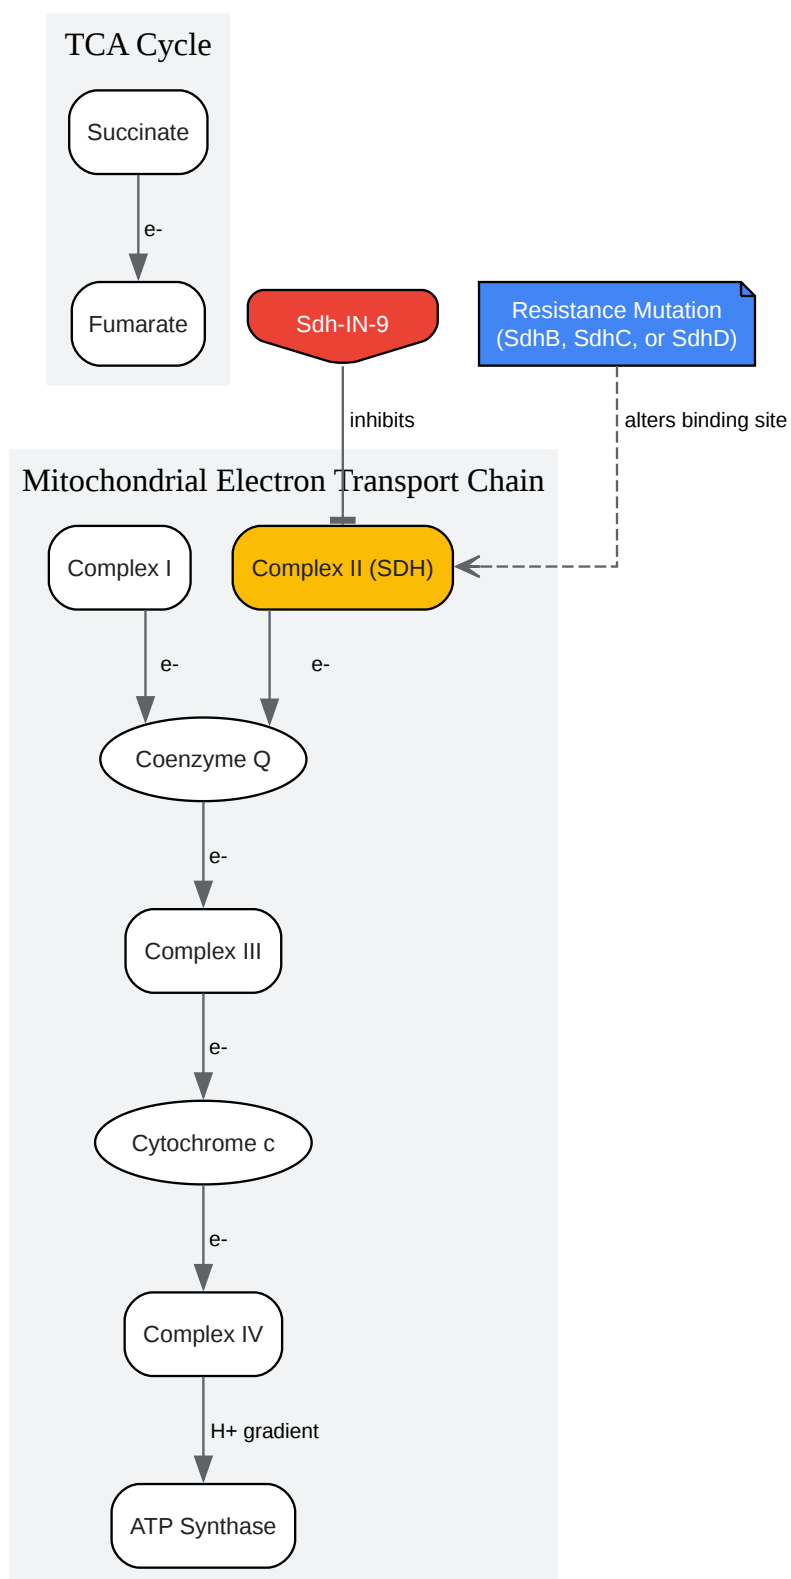 TCA Cycle
Succinate
e-
Fumarate
Sdh-IN-9
Resistance Mutation
(SdhB, SdhC, or SdhD)
inhibits
alters binding site
Mitochondrial Electron Transport Chain
Complex I
Complex II (SDH)
e-
e-
Coenzyme Q
e-
Complex III
e-
Cytochrome c
e-
Complex IV
H+ gradient
ATP Synthase